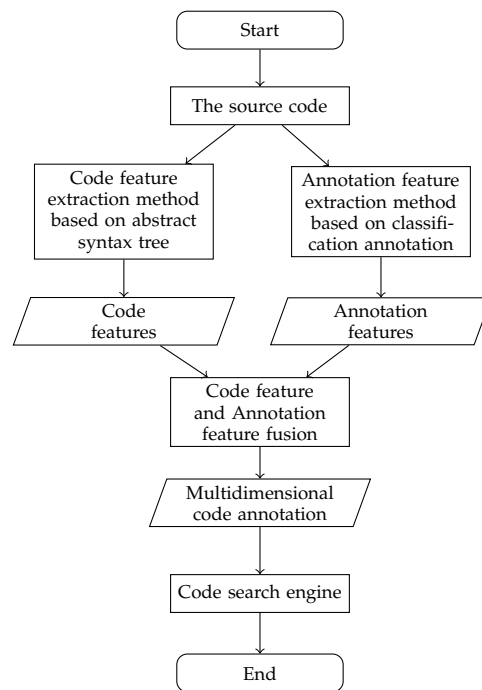 Start
The source code
Code feature
extraction method
based on abstract
syntax tree
Annotation feature
extraction method
based on classifi-
cation annotation
Code
features
Annotation
features
Code feature
and Annotation
feature fusion
Multidimensional
code annotation
Code search engine
End